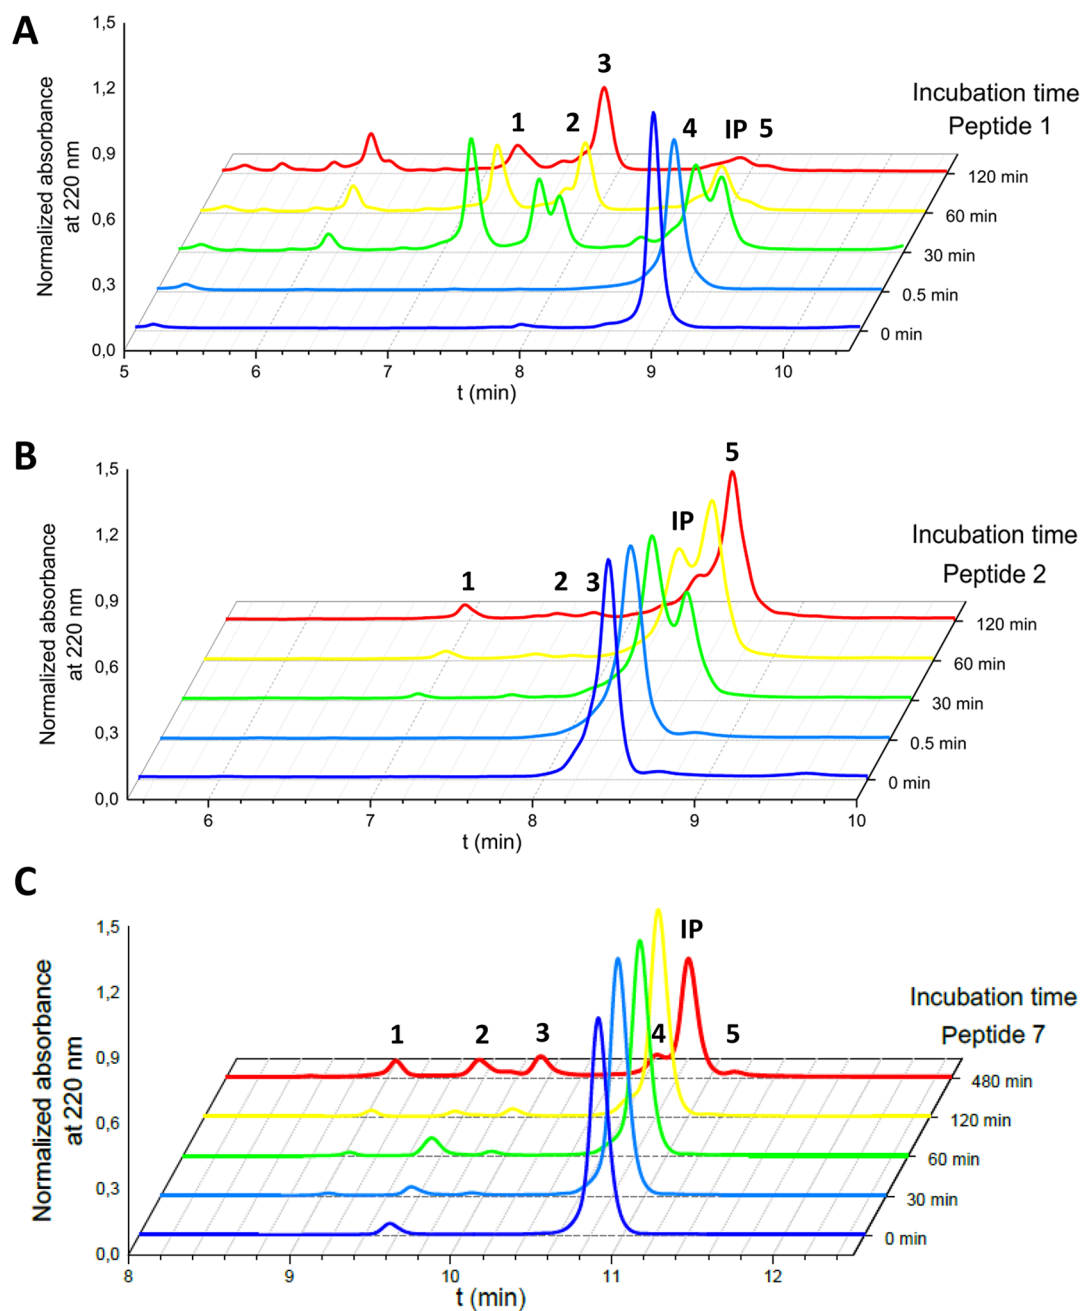 A
1,5
1,2
0,9
0,6
0,3
0,0
Normalized absorbance
at 220 nm
1
2
3
4
IP
5
Incubation time
Peptide 1
120 min
60 min
30 min
0.5 min
0 min
5
6
7
8
9
10
t (min)
B
1,5
1,2
0,9
0,6
0,3
0,0
Normalized absorbance
at 220 nm
1
2
3
IP
5
Incubation time
Peptide 2
120 min
60 min
30 min
0.5 min
0 min
6
7
8
9
10
t (min)
C
1,5
1,2
0,9
0,6
0,3
0,0
Normalized absorbance
at 220 nm
1
2
3
4
IP
5
Incubation time
Peptide 7
480 min
120 min
60 min
30 min
0 min
8
9
10
11
12
t (min)